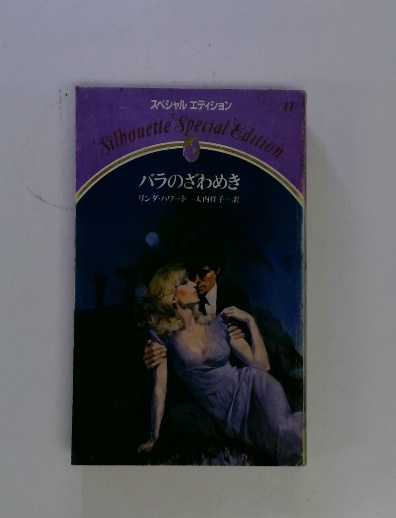 スペシャル エディション
11
Silhouette Special Edition
バラのざわめき
リンダ・ハワード 大内祥子=訳